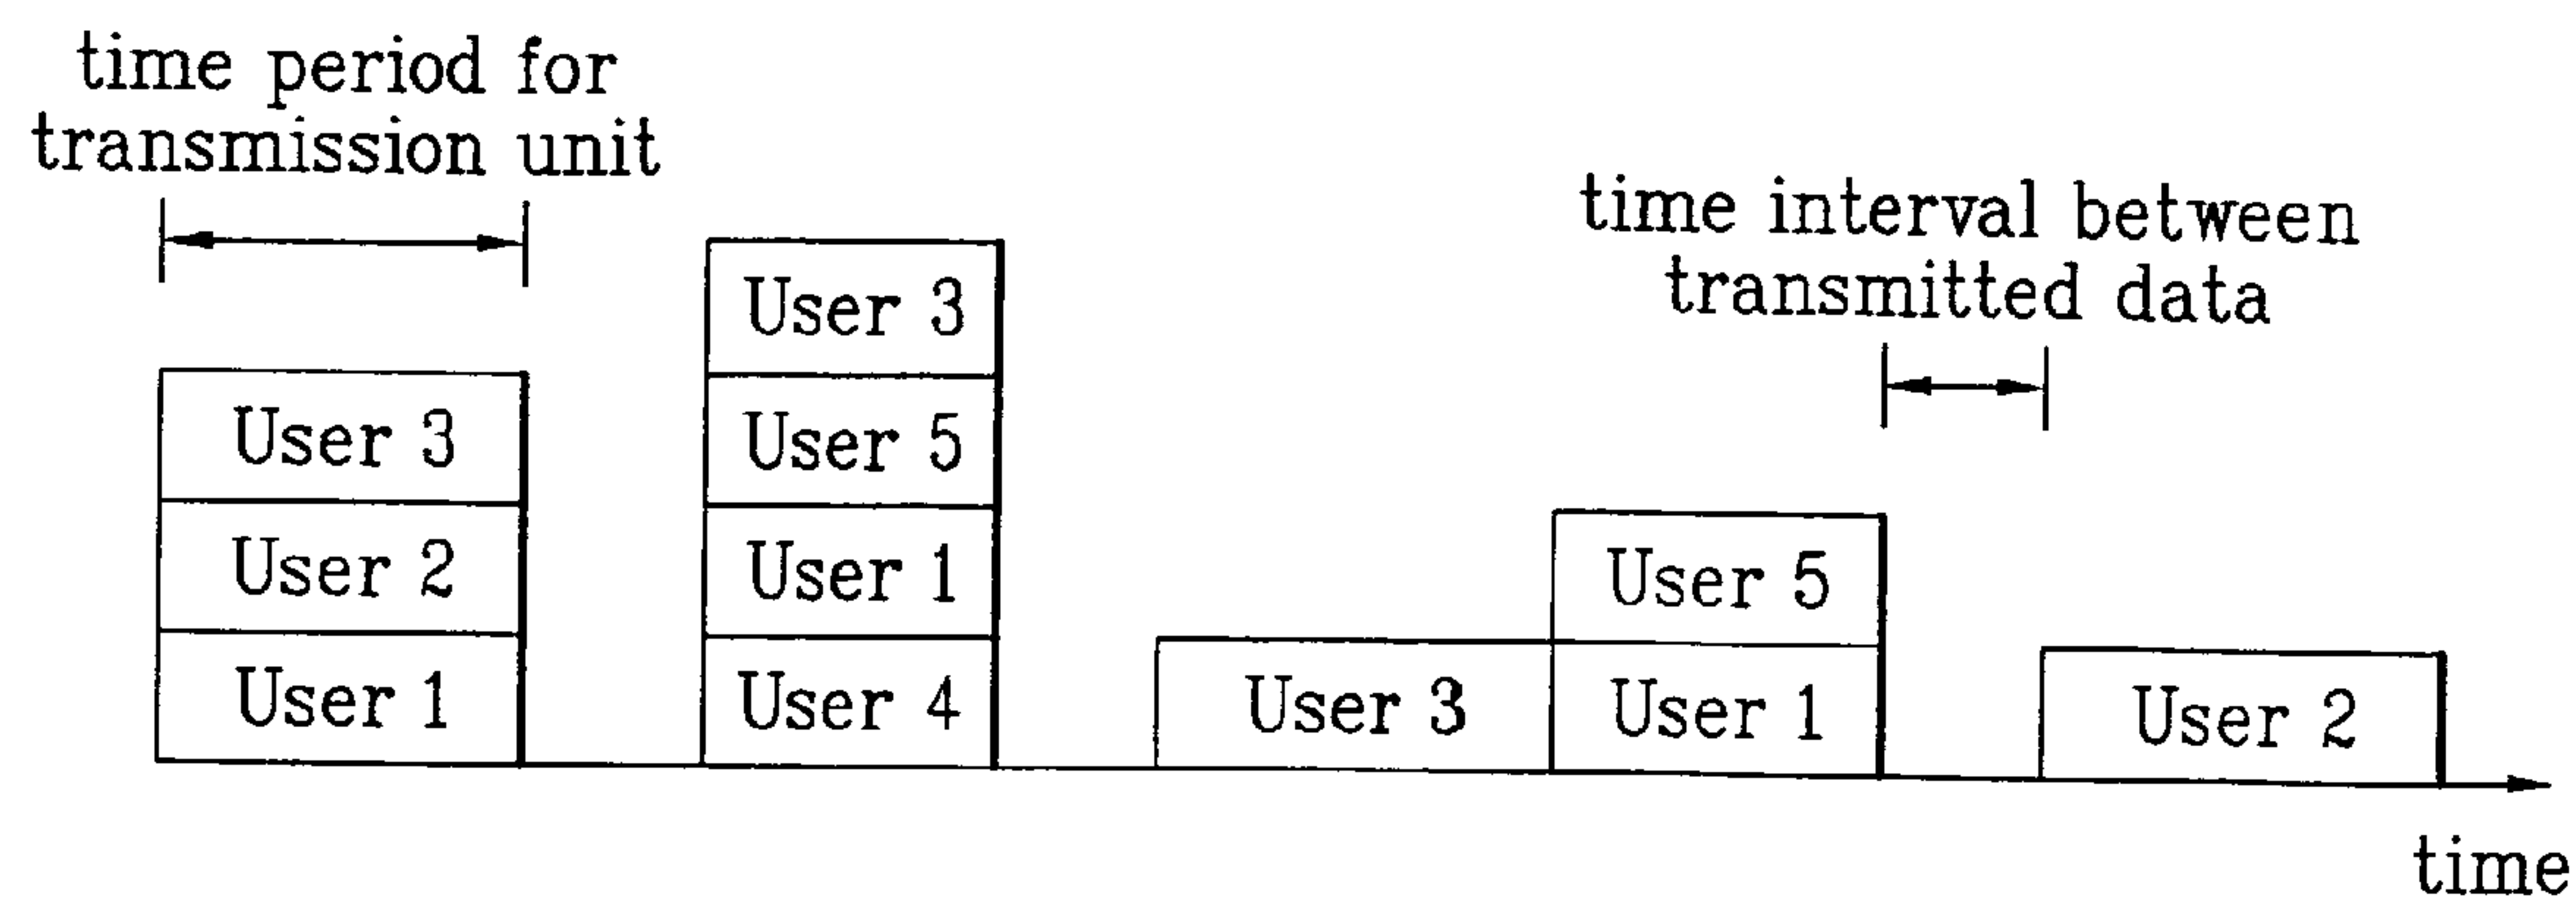 time period for
transmission unit
time interval between
transmitted data
User 3
User 2
User 1
User 3
User 5
User 1
User 4
User 3
User 5
User 1
User 2
time